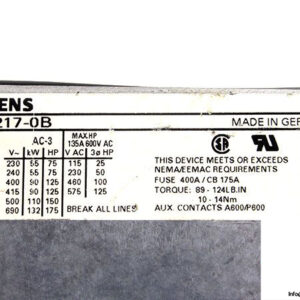 ENS
217-0B
MADE IN GER
AC-3
MAX.HP
135A 600V AC
V~ kW HP V AC 3ø HP
230 55 75 115 25
240 55 75 230 50
400 90 125 460 100
415 90 125 575 125
500 110 150
690 132 175 BREAK ALL LINES
THIS DEVICE MEETS OR EXCEEDS
NEMA/EEMAC REQUIREMENTS
FUSE 400A / CB 175A
TORQUE: 89 - 124LB.IN
10 - 14Nm
AUX. CONTACTS A600/P600